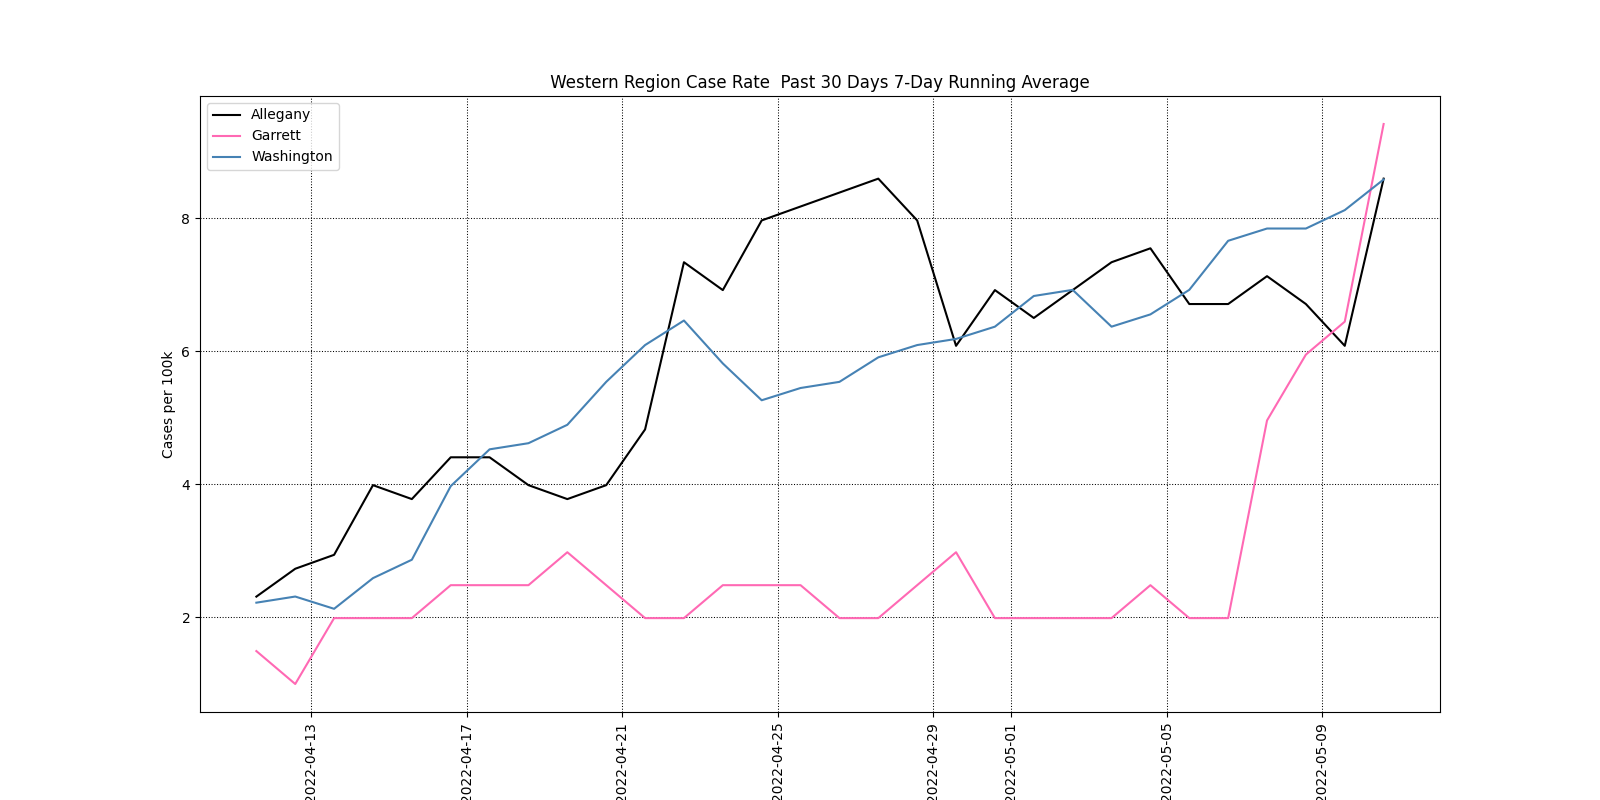 Western Region Case Rate  Past 30 Days 7-Day Running Average
Allegany
Garrett
Washington
Cases per 100k
8
6
4
2
2022-04-13
2022-04-17
2022-04-21
2022-04-25
2022-04-29
2022-05-01
2022-05-05
2022-05-09